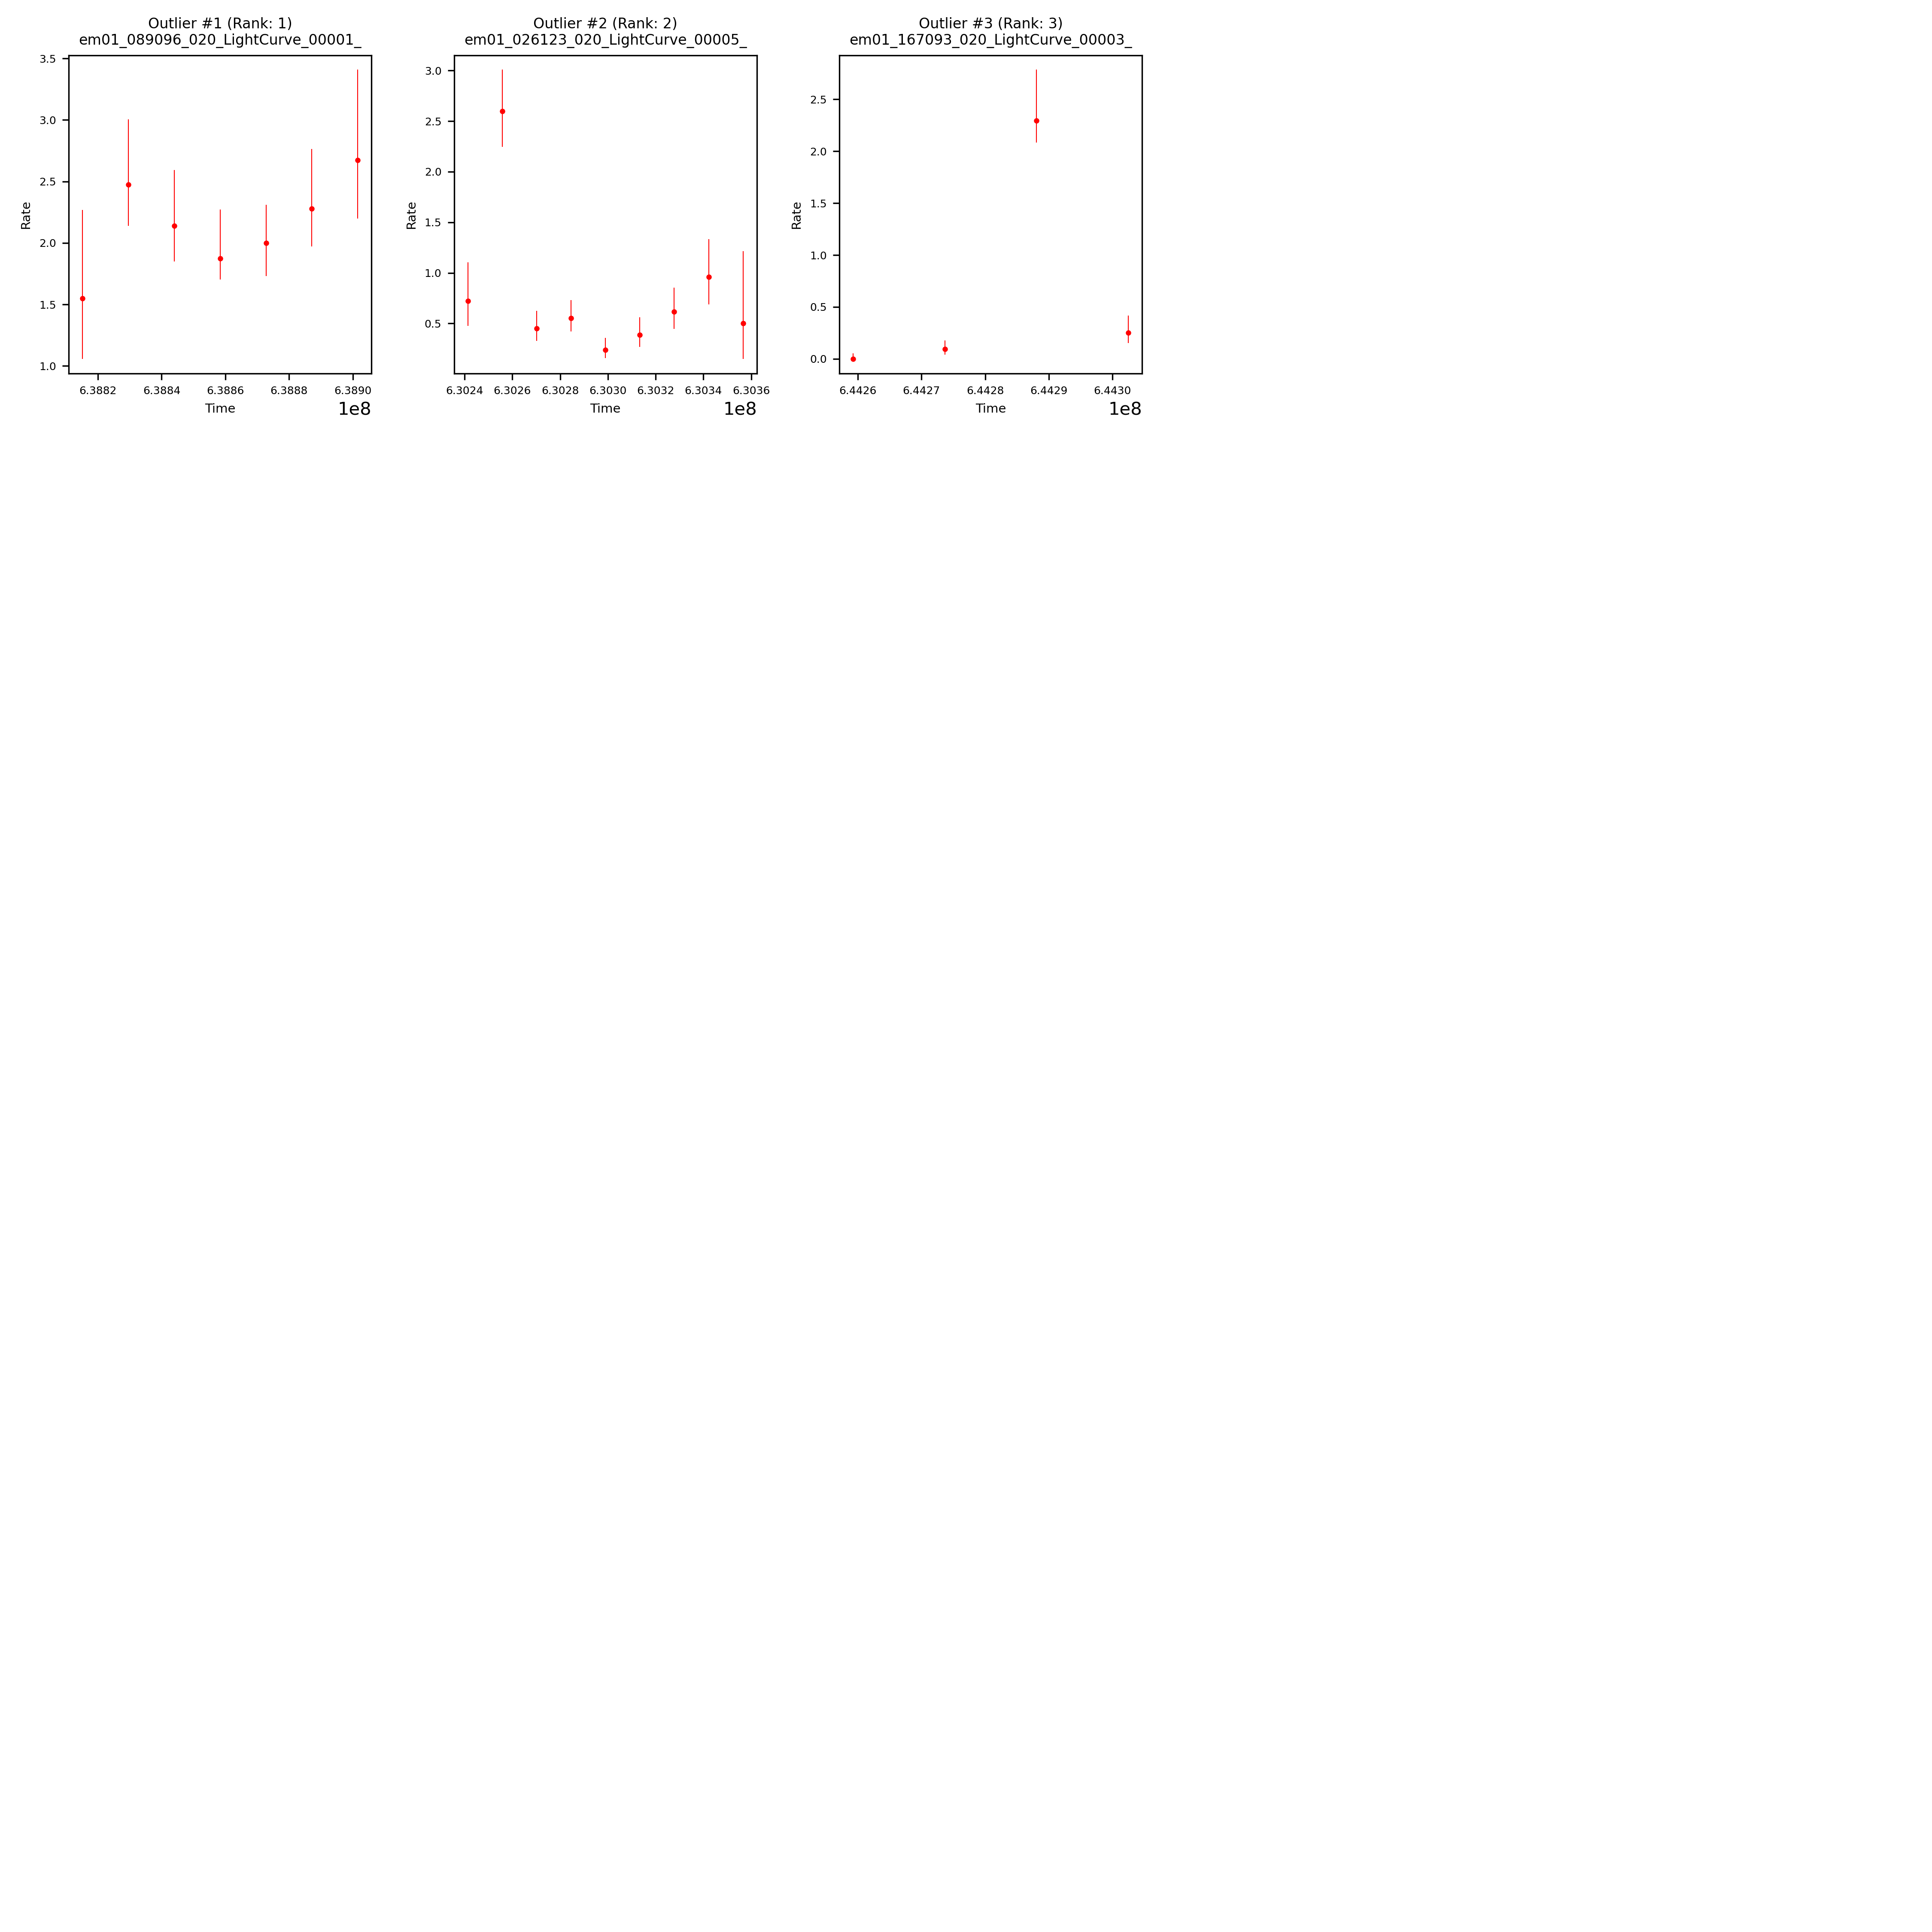 Outlier #1 (Rank: 1)
em01_089096_020_LightCurve_00001_
3.5
3.0
2.5
2.0
1.5
1.0
Rate
6.3882 6.3884 6.3886 6.3888 6.3890
Time
1e8
Outlier #2 (Rank: 2)
em01_026123_020_LightCurve_00005_
3.0
2.5
2.0
1.5
1.0
0.5
Rate
6.3024 6.3026 6.3028 6.3030 6.3032 6.3034 6.3036
Time
1e8
Outlier #3 (Rank: 3)
em01_167093_020_LightCurve_00003_
2.5
2.0
1.5
1.0
0.5
0.0
Rate
6.4426 6.4427 6.4428 6.4429 6.4430
Time
1e8